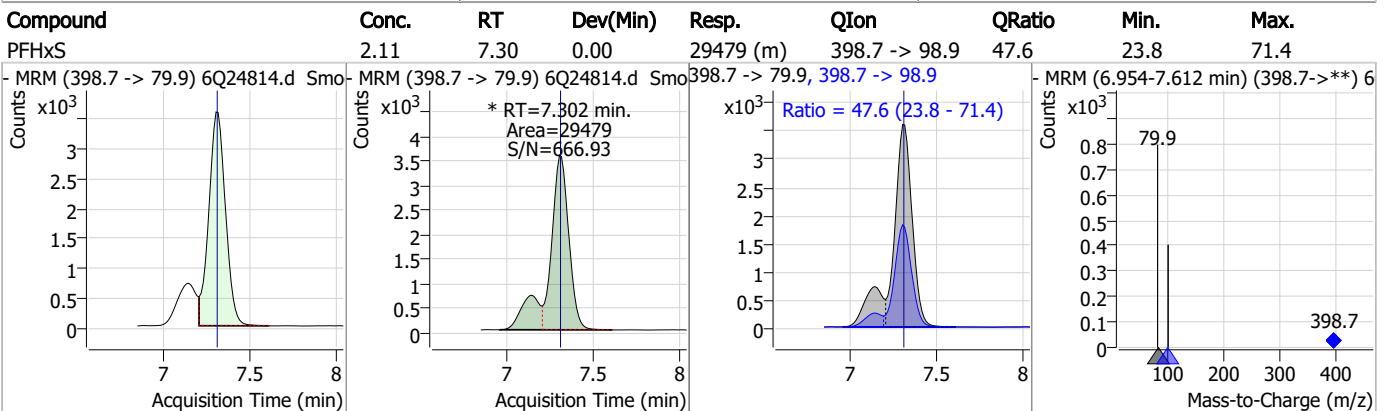 Compound Conc. RT Dev(Min) Resp. QIon QRatio Min. Max.
PFHxS 2.11 7.30 0.00 29479 (m) 398.7 -> 98.9 47.6 23.8 71.4
- MRM (398.7 -> 79.9) 6Q24814.d Smo
Counts
x10³
3
2.5
2
1.5
1
0.5
0
7 7.5 8
Acquisition Time (min)
- MRM (398.7 -> 79.9) 6Q24814.d Smo
Counts
x10³
* RT=7.302 min.
Area=29479
S/N=666.93
4
3.5
3
2.5
2
1.5
1
0.5
0
7 7.5 8
Acquisition Time (min)
398.7 -> 79.9, 398.7 -> 98.9
x10³
Ratio = 47.6 (23.8 - 71.4)
3
2.5
2
1.5
1
0.5
0
7 7.5 8
Acquisition Time (min)
- MRM (6.954-7.612 min) (398.7->**) 6
Counts
x10³
79.9
0.8
0.7
0.6
0.5
0.4
0.3
0.2
0.1
0
398.7
100 200 300 400
Mass-to-Charge (m/z)